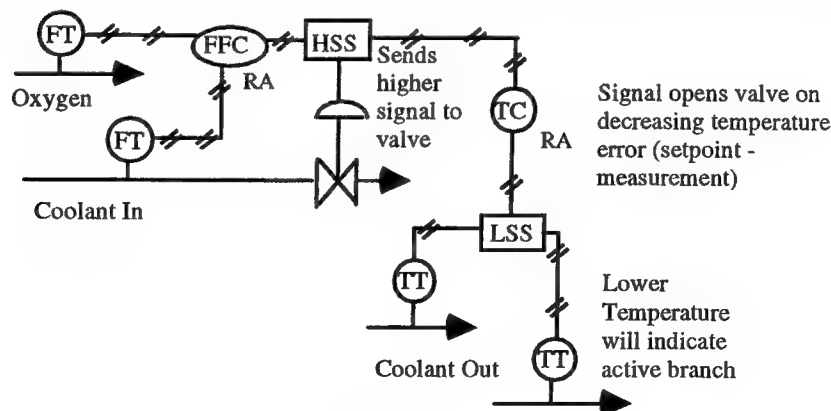 FT
FFC
HSS
Oxygen
RA
Sends
higher
signal to
valve
FT
TC
RA
Signal opens valve on
decreasing temperature
error (setpoint -
measurement)
Coolant In
LSS
TT
Coolant Out
TT
Lower
Temperature
will indicate
active branch